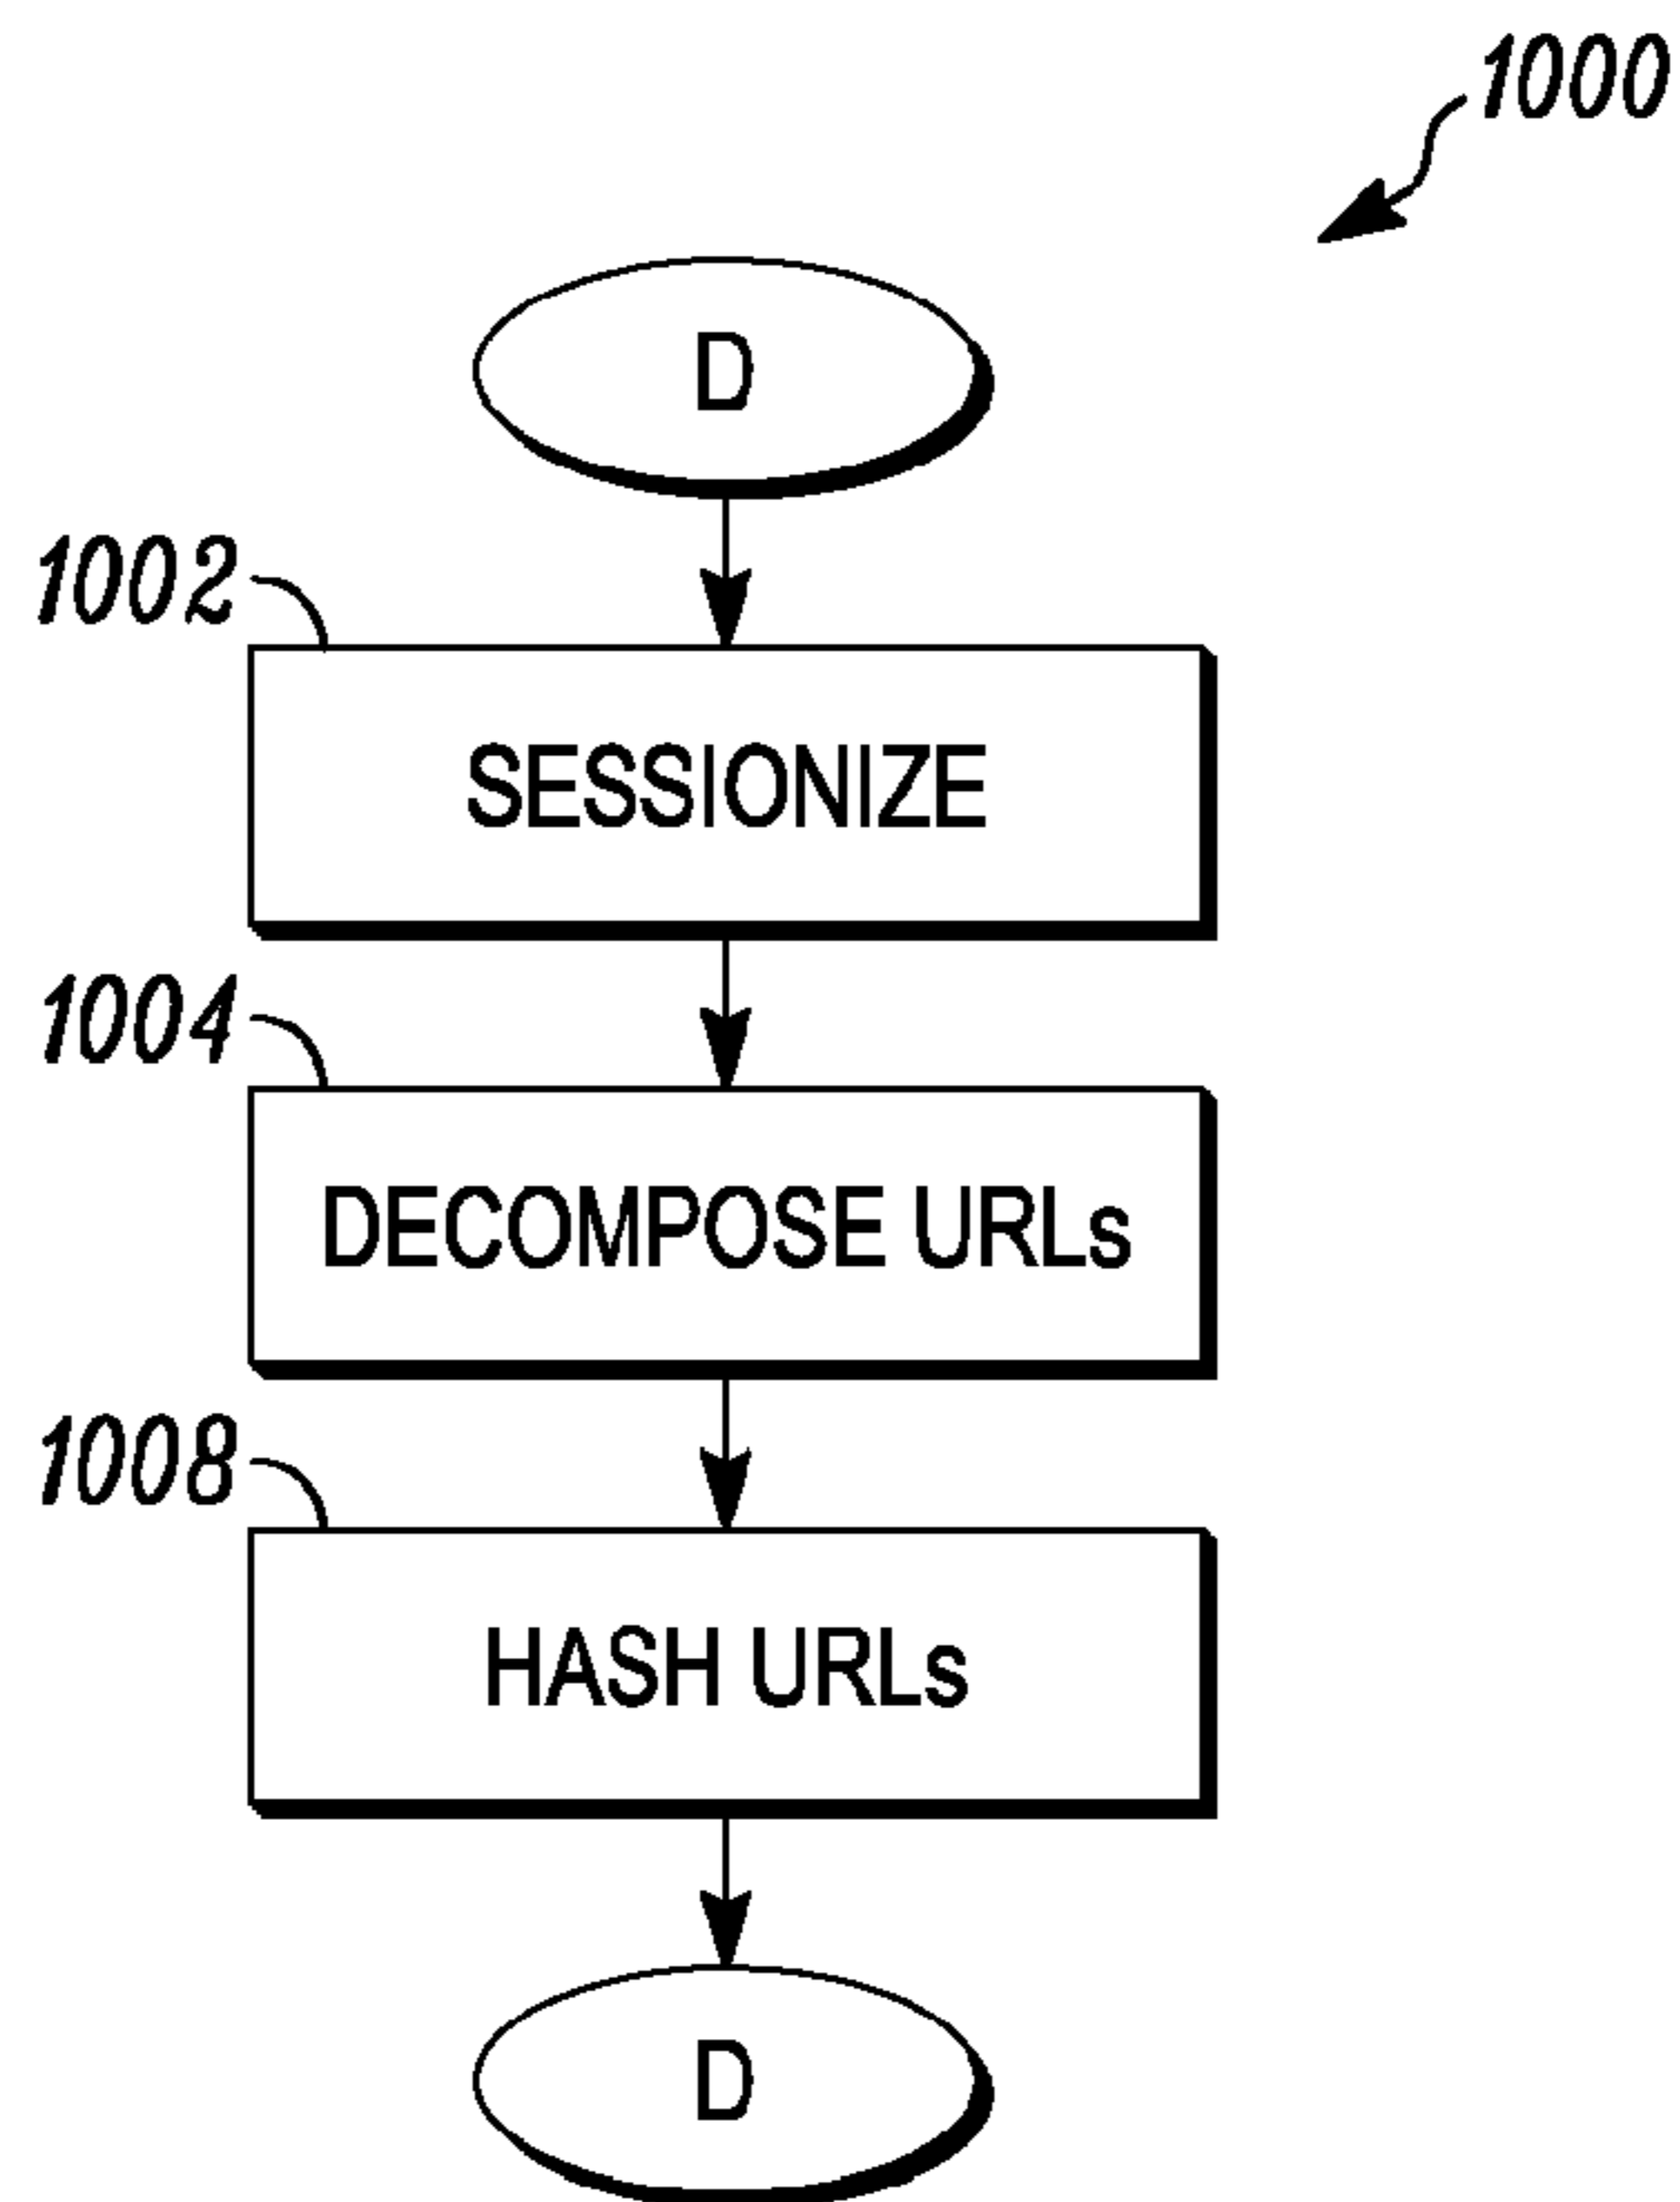 1000
D
1002
SESSIONIZE
1004
DECOMPOSE URLs
1008
HASH URLs
D